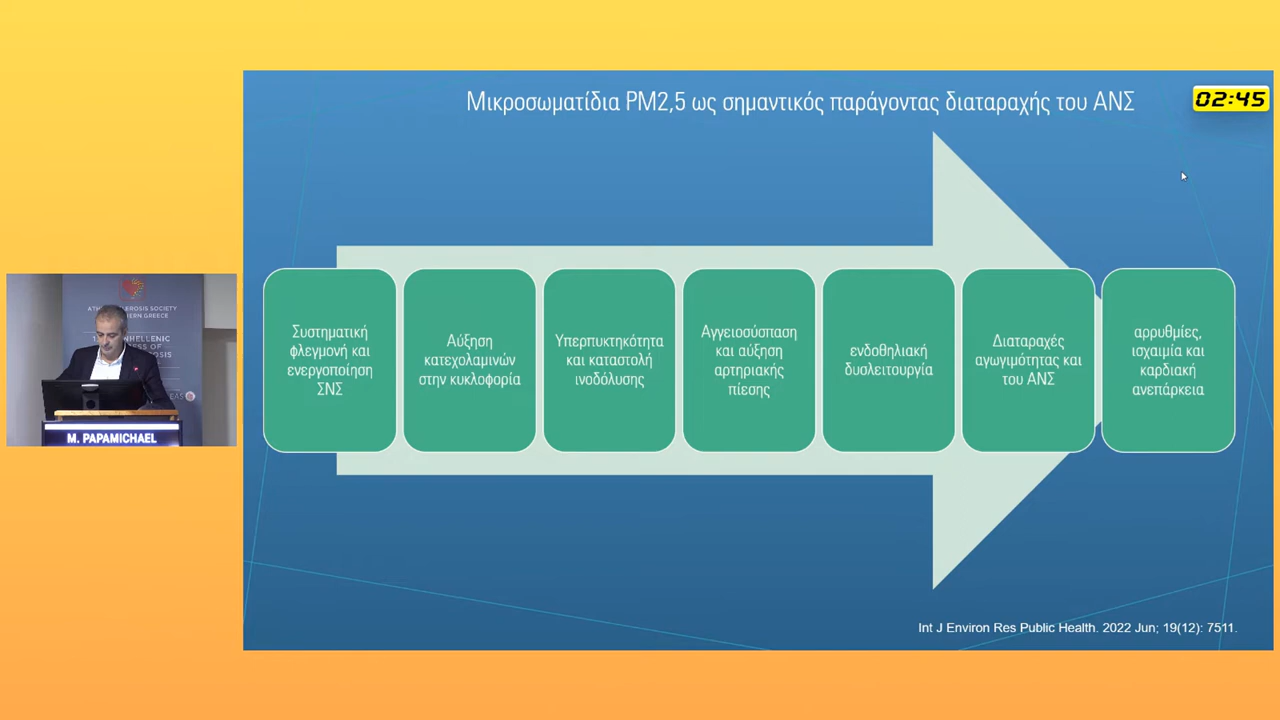 Μικροσωματίδια PM2,5 ως σημαντικός παράγοντας διαταραχής του ΑΝΣ
02:45
Συστηματική
φλεγμονή και
ενεργοποίηση
ΣΝΣ
Αύξηση
κατεχολαμινών
στην κυκλοφορία
Υπερπυκτηκότητα
και καταστολή
ινοδόλυσης
Αγγειοσύσπαση
και αύξηση
αρτηριακής
πίεσης
ενδοθηλιακή
δυσλειτουργία
Διαταραχές
αγωγιμότητας και
του ΑΝΣ
αρρυθμίες,
ισχαιμία και
καρδιακή
ανεπάρκεια
M. PAPAMICHAEL
Int J Environ Res Public Health. 2022 Jun; 19(12): 7511.